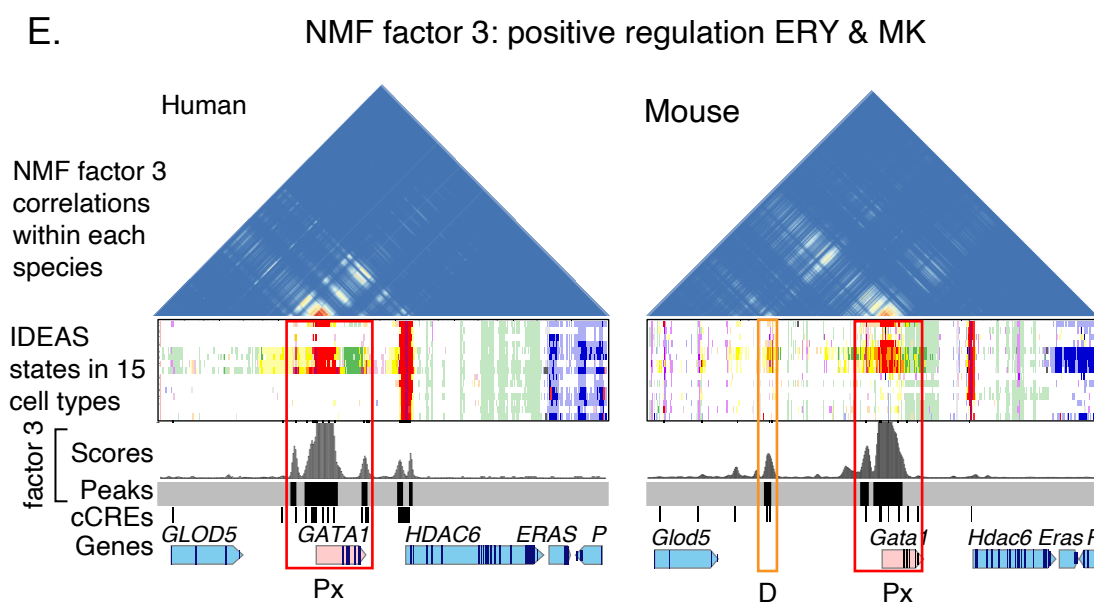 E.
NMF factor 3: positive regulation ERY & MK
Human
Mouse
NMF factor 3
correlations
within each
species
IDEAS
states in 15
cell types
factor 3
Scores
Peaks
cCREs
Genes
GLOD5
GATA1
HDAC6
ERAS
P
Px
Glod5
Gata1
Hdac6
Eras
P
D
Px